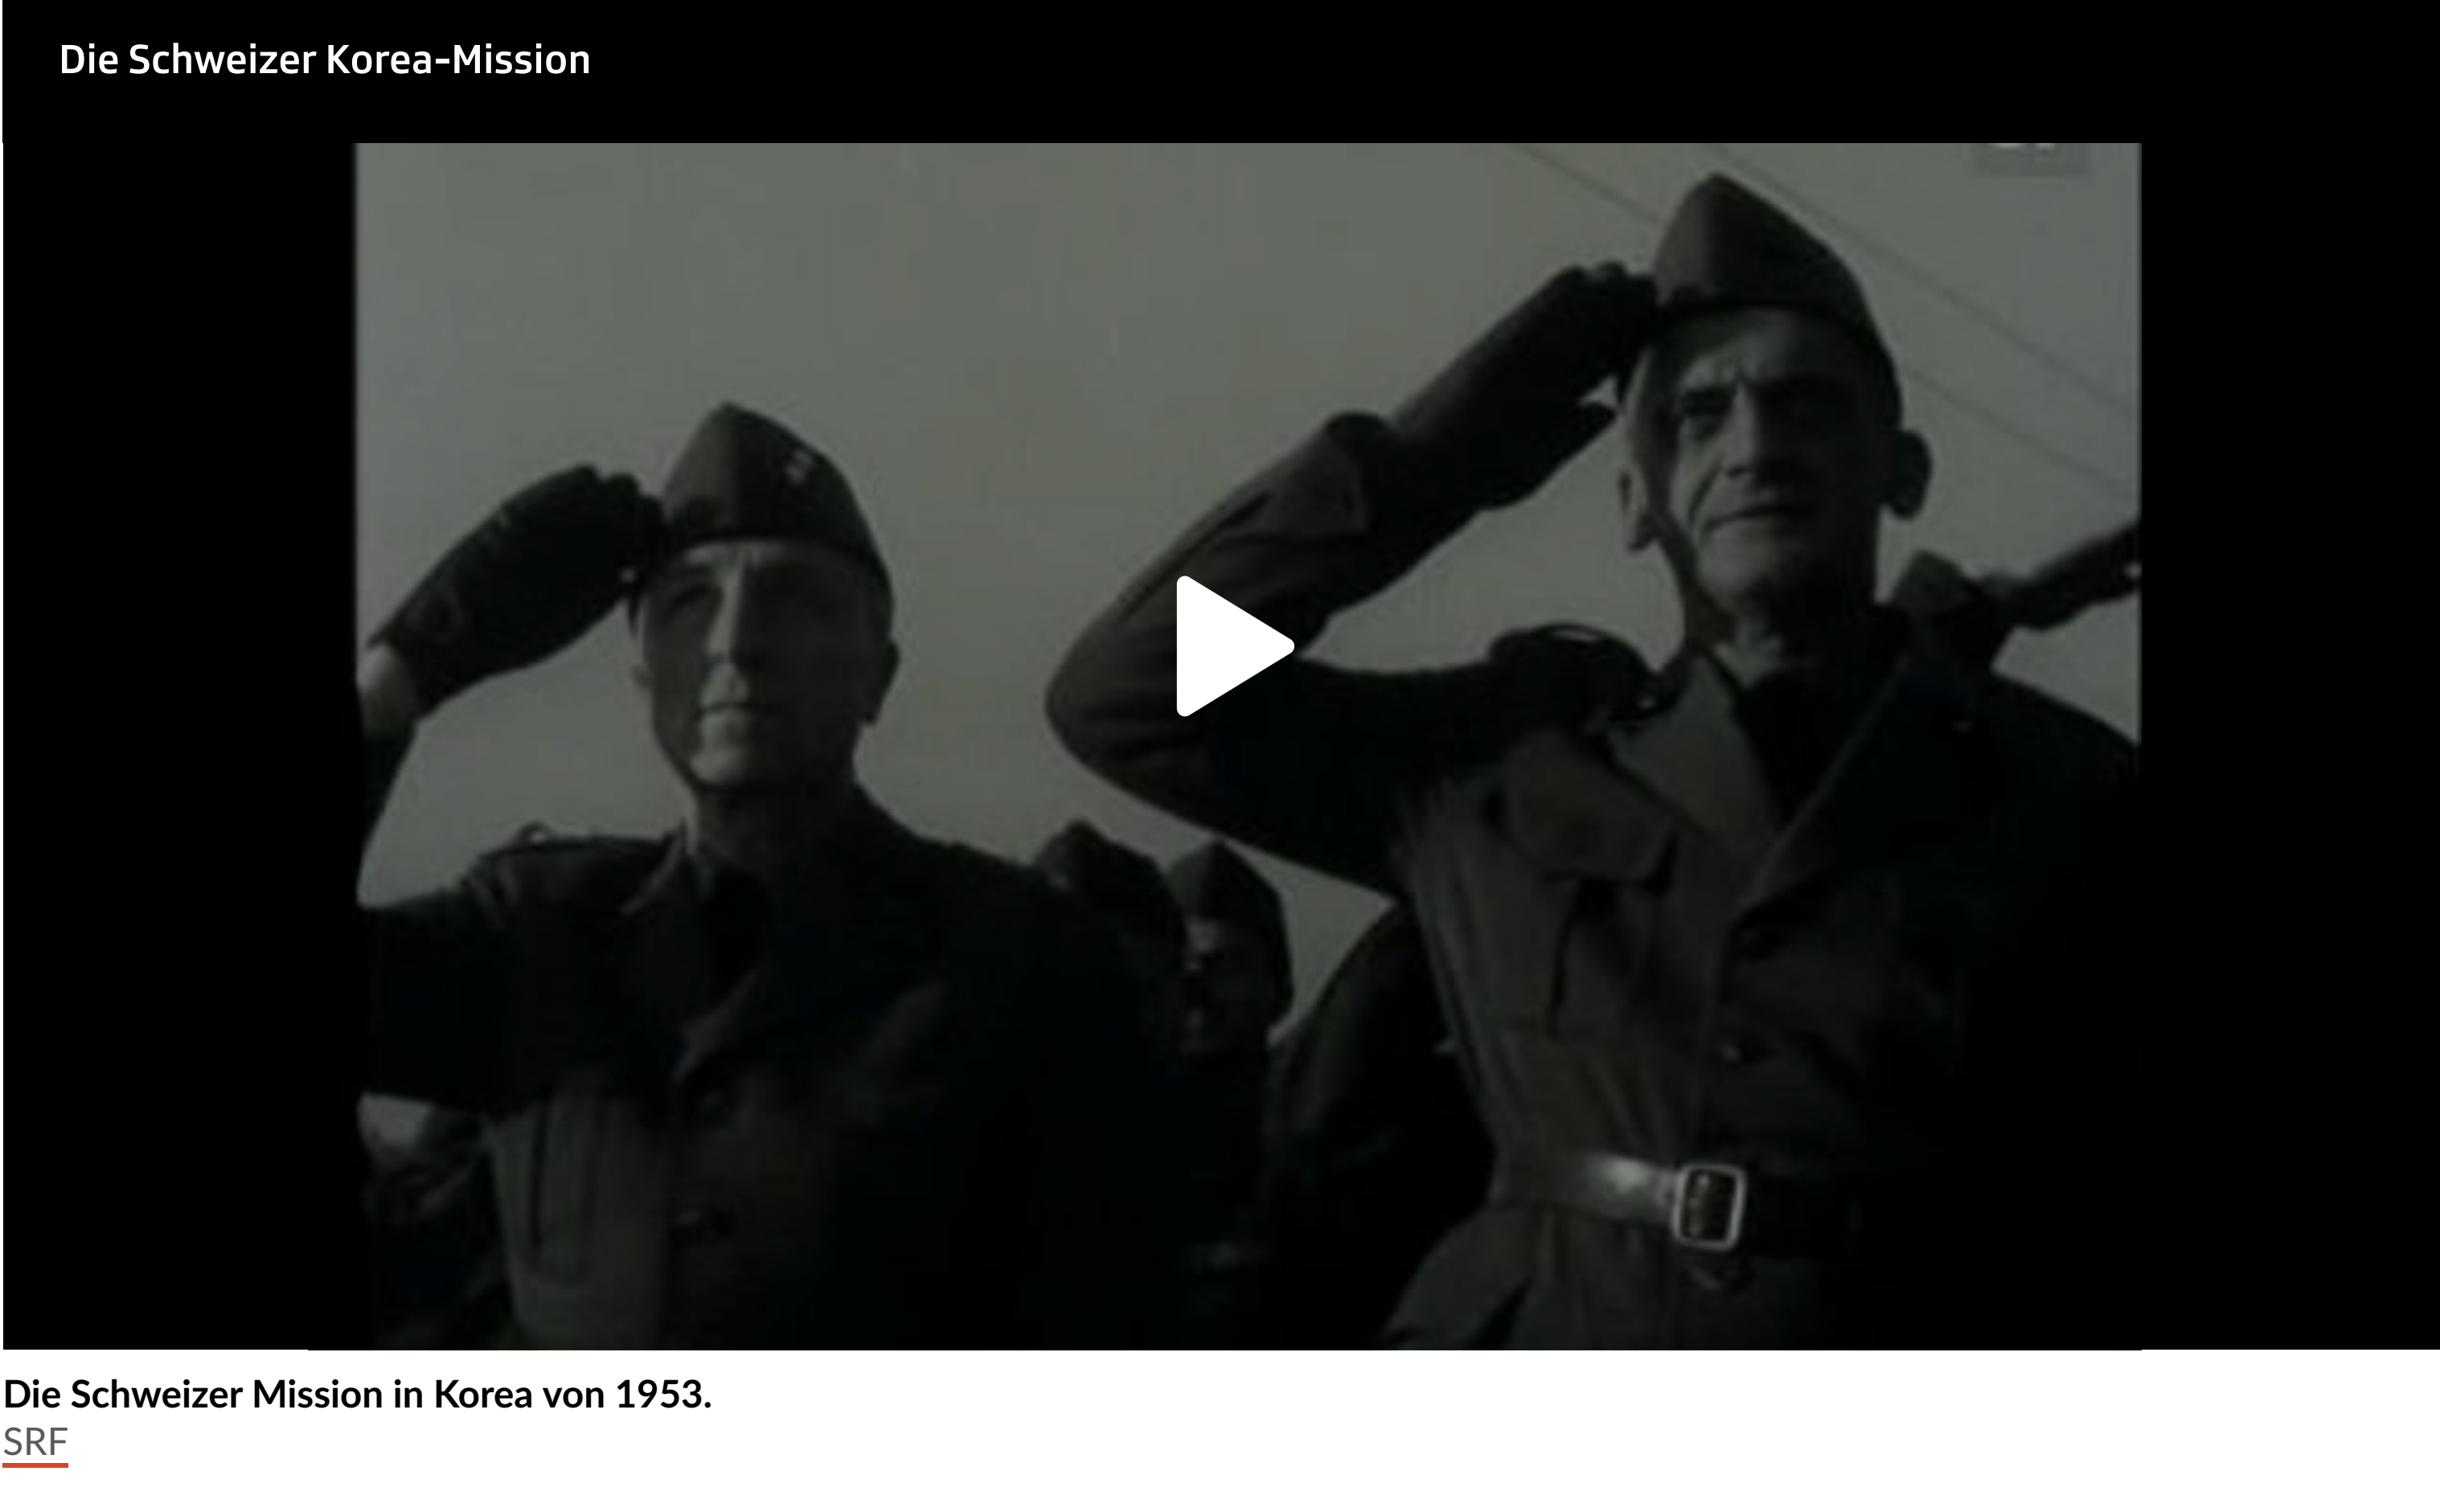 Die Schweizer Korea-Mission
Die Schweizer Mission in Korea von 1953.
SRF